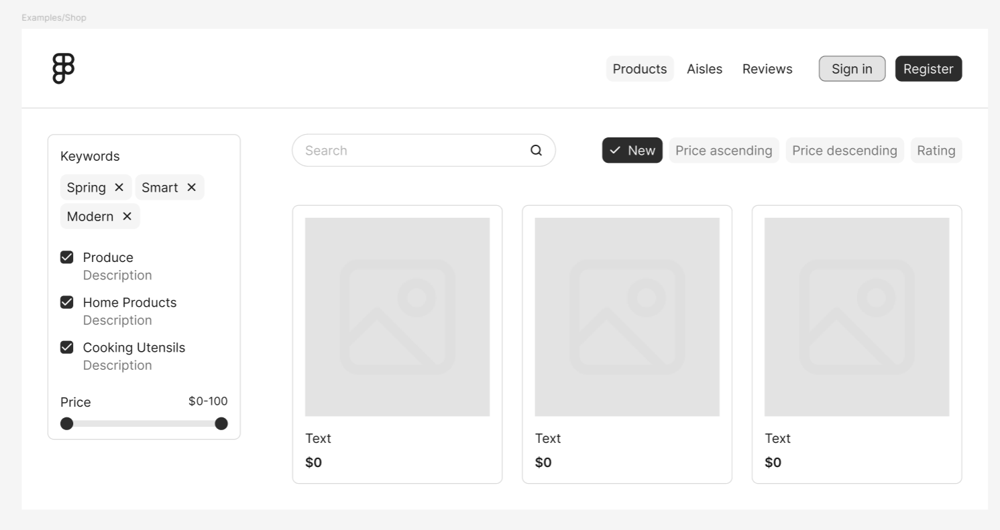 Examples/Shop
Products Aisles Reviews Sign in Register
Keywords
Spring Smart
Modern
Produce
Description
Home Products
Description
Cooking Utensils
Description
Price $0-100
Search
New Price ascending Price descending Rating
Text
$0
Text
$0
Text
$0